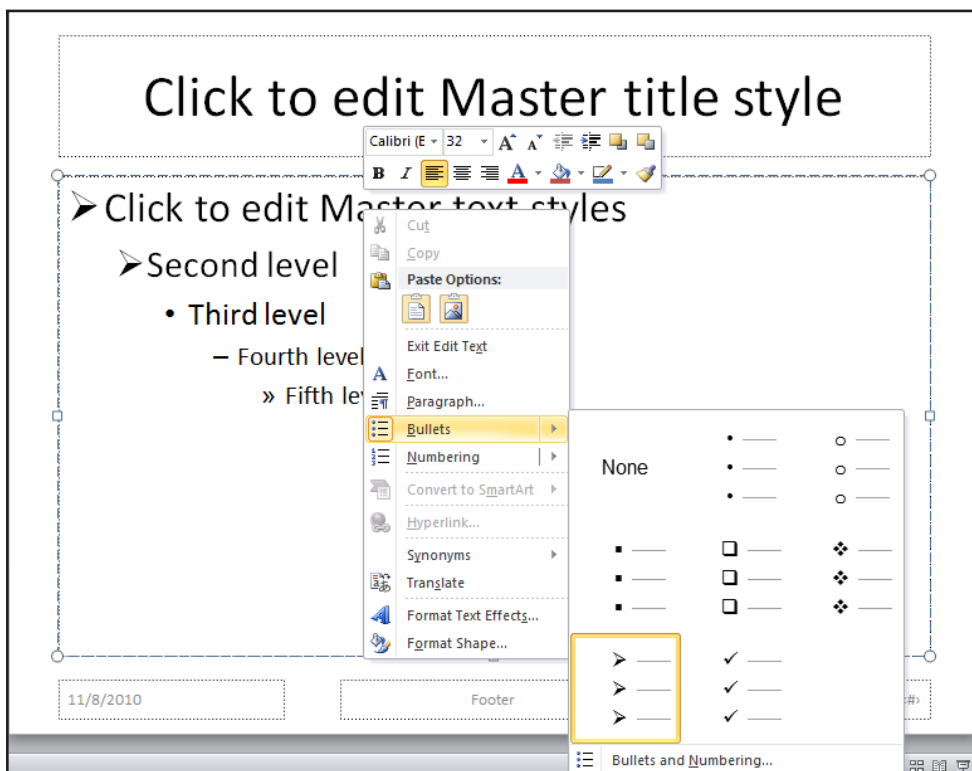 Click to edit Master title style
Calibri (E 32
B I A
➢ Click to edit Master text styles
➢ Second level
• Third level
– Fourth level
» Fifth le
Cut
Copy
Paste Options:
Exit Edit Text
Font...
Paragraph...
Bullets
Numbering
Convert to SmartArt
Hyperlink...
Synonyms
Translate
Format Text Effects...
Format Shape...
None
Bullets and Numbering...
11/8/2010
Footer
#›